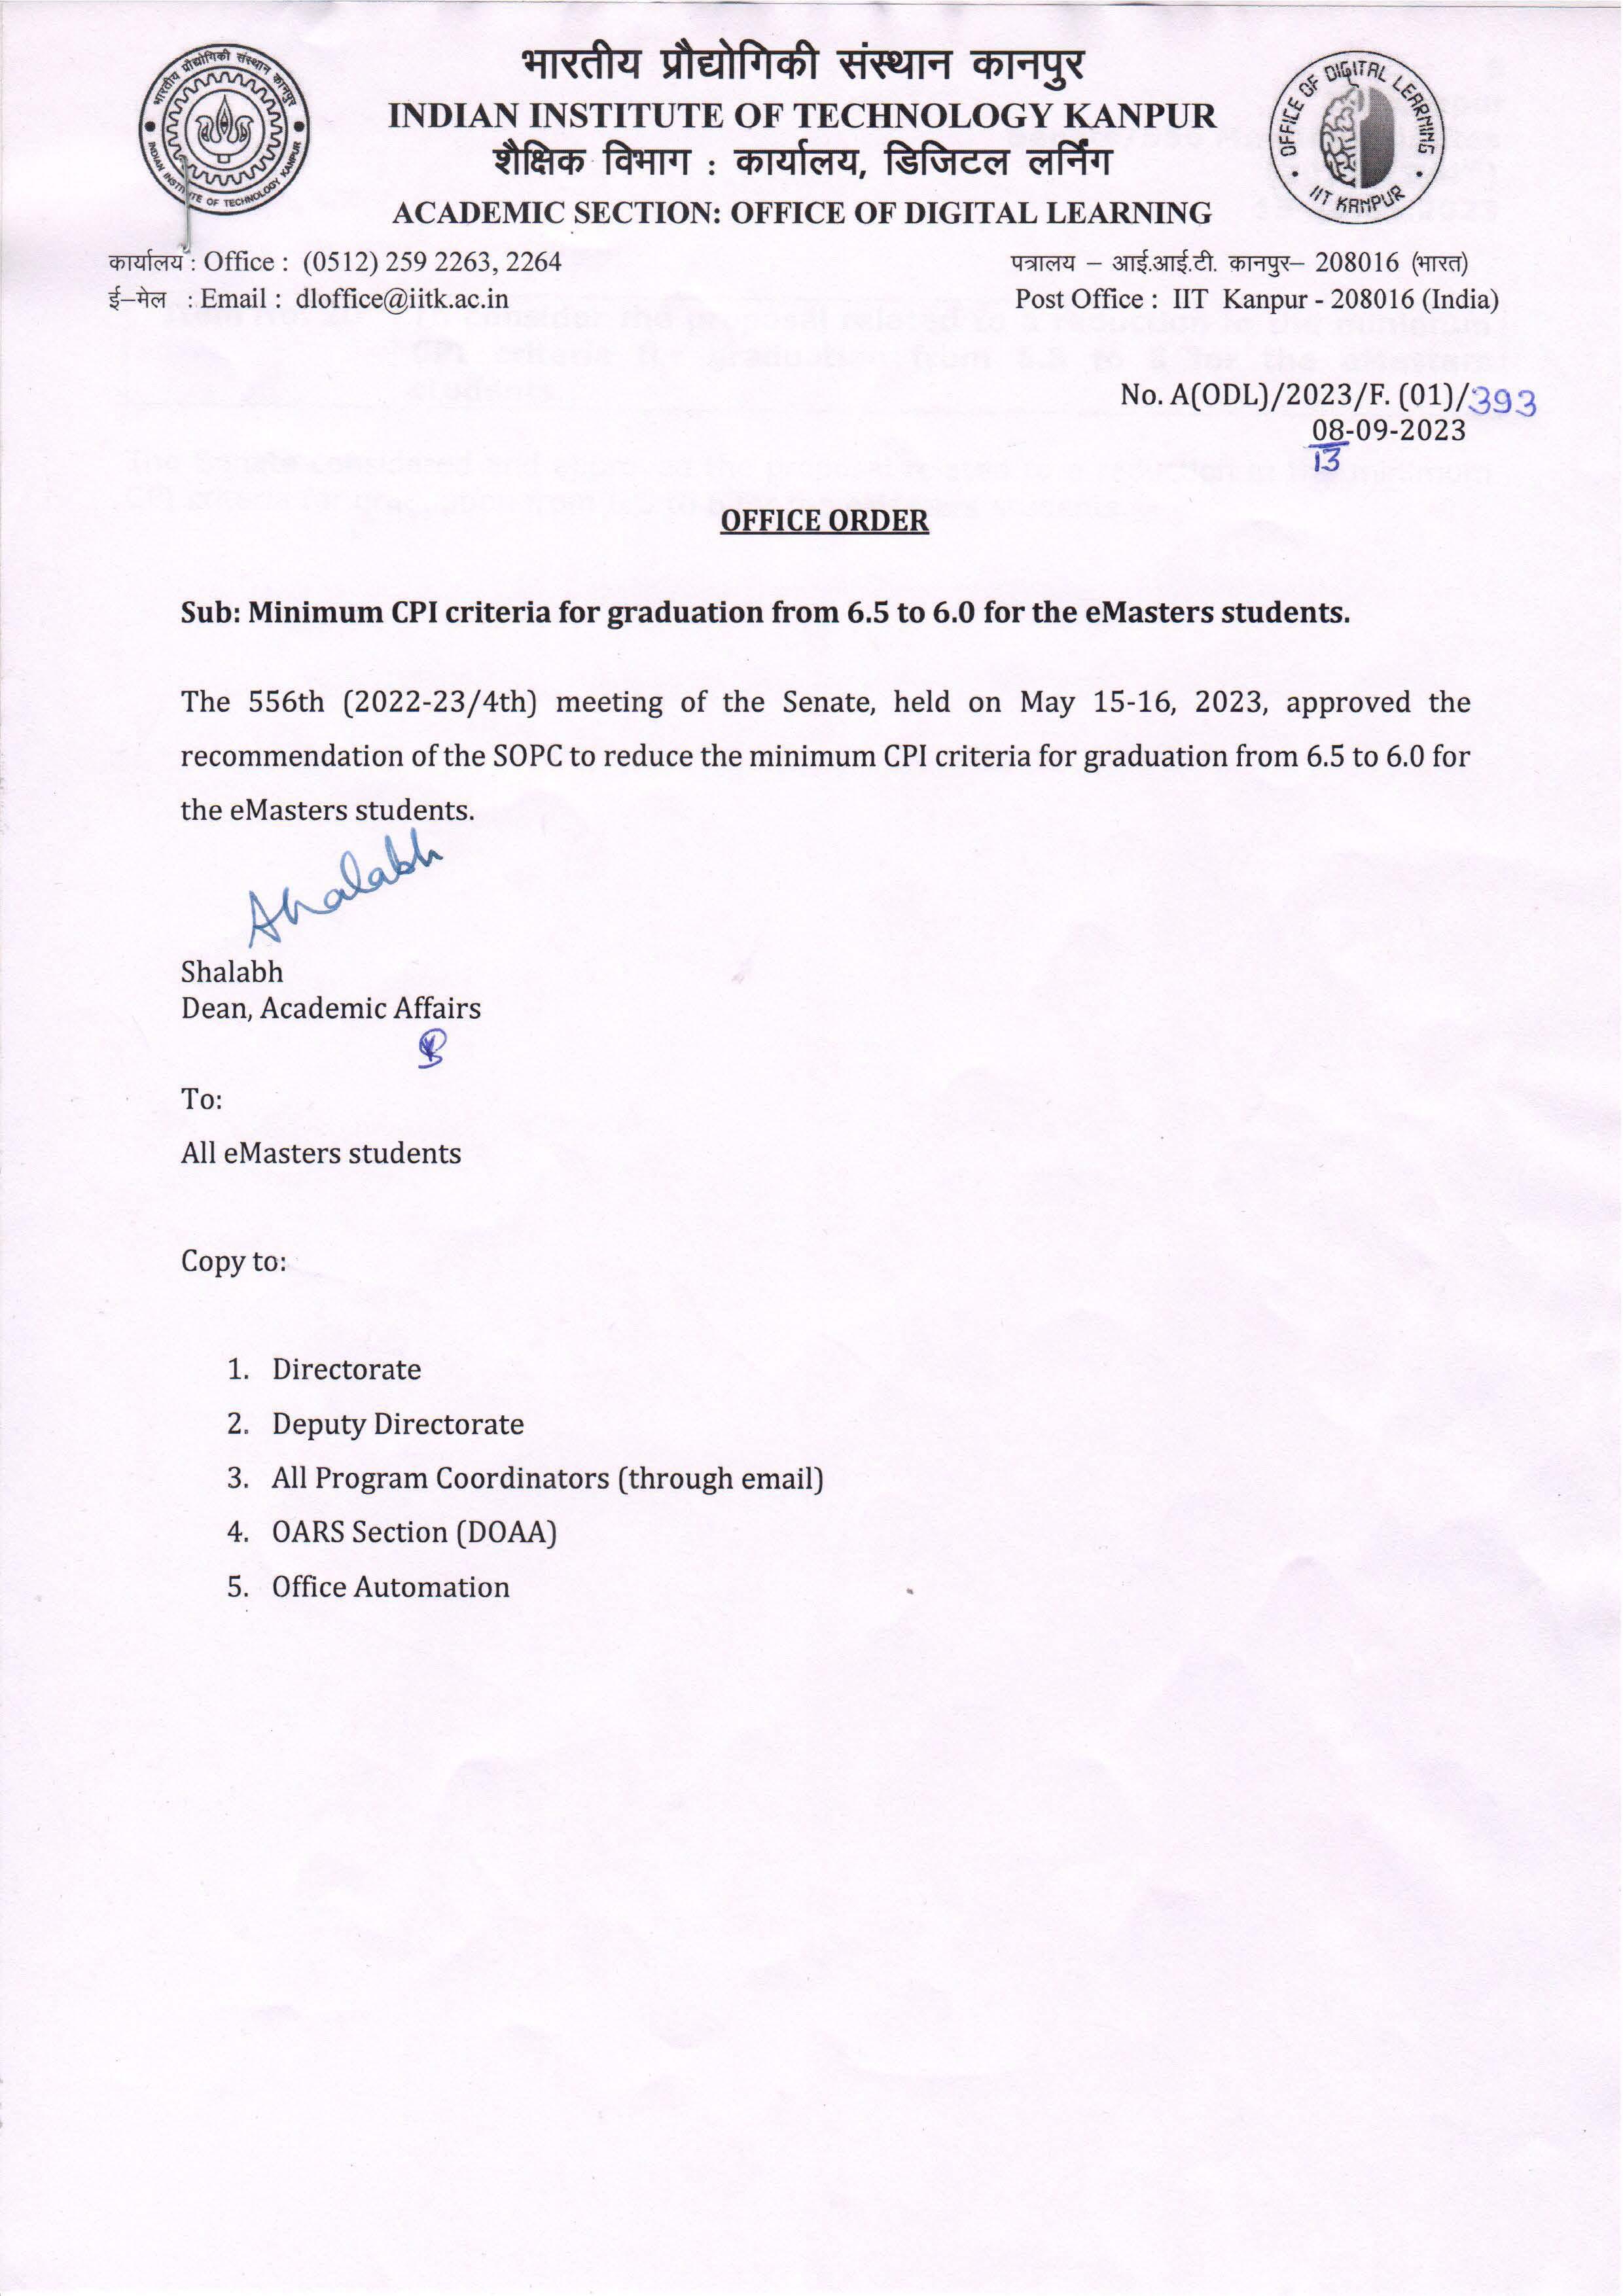 भारतीय प्रौद्योगिकी संस्थान कानपुर
INDIAN INSTITUTE OF TECHNOLOGY KANPUR
शैक्षिक विभाग : कार्यालय, डिजिटल लर्निंग
ACADEMIC SECTION: OFFICE OF DIGITAL LEARNING
भारतीय प्रौद्योगिकी संस्थान कानपुर
INDIAN INSTITUTE OF TECHNOLOGY KANPUR
OFFICE OF DIGITAL LEARNING
IIT KANPUR
कार्यालय : Office : (0512) 259 2263, 2264
ई–मेल : Email : dloffice@iitk.ac.in
पत्रालय – आई.आई.टी. कानपुर– 208016 (भारत)
Post Office : IIT Kanpur - 208016 (India)
No. A(ODL)/2023/F. (01)/393
08-09-2023
13
OFFICE ORDER
Sub: Minimum CPI criteria for graduation from 6.5 to 6.0 for the eMasters students.
The 556th (2022-23/4th) meeting of the Senate, held on May 15-16, 2023, approved the
recommendation of the SOPC to reduce the minimum CPI criteria for graduation from 6.5 to 6.0 for
the eMasters students.
Shalabh
Shalabh
Dean, Academic Affairs
To:
All eMasters students
Copy to:
1. Directorate
2. Deputy Directorate
3. All Program Coordinators (through email)
4. OARS Section (DOAA)
5. Office Automation